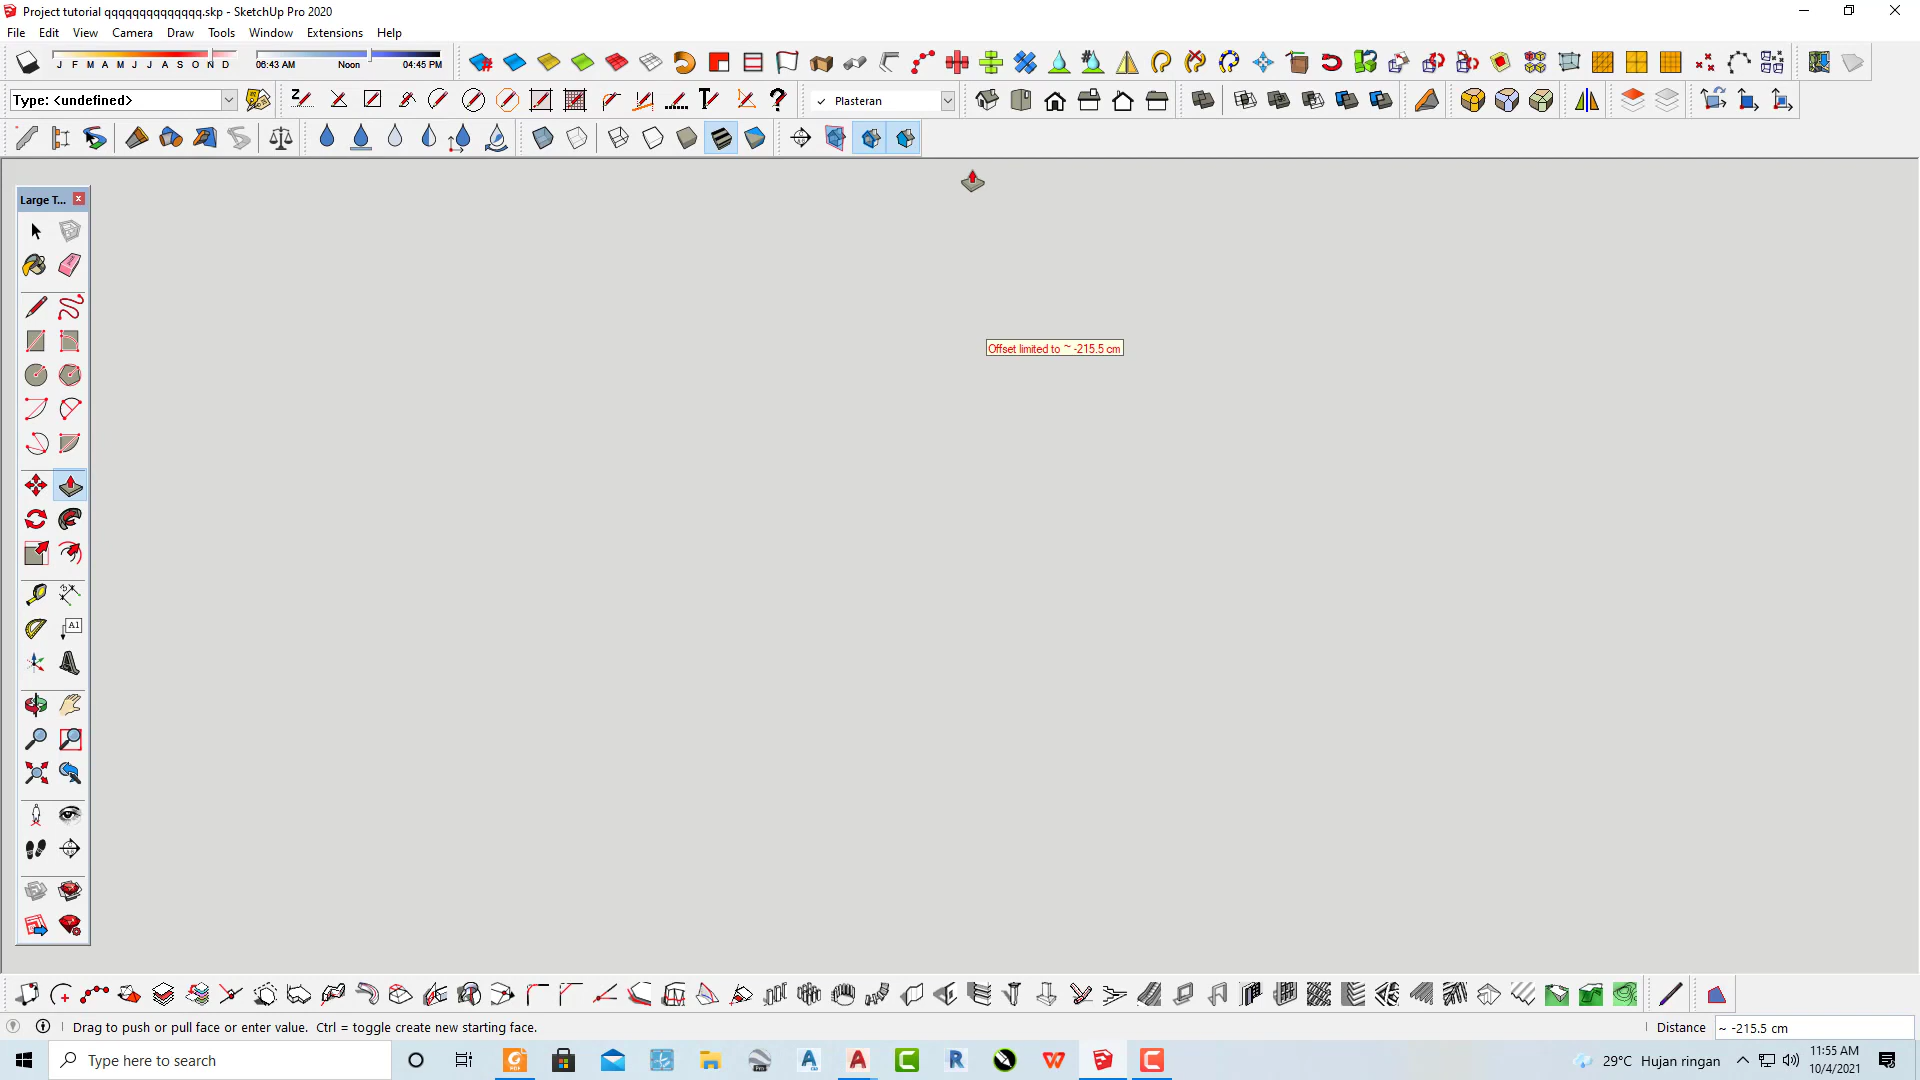 Project tutorial qqqqqqqqqqqqqq.skp - SketchUp Pro 2020
File Edit View Camera Draw Tools Window Extensions Help
J F M A M J J A S O N D
06:43 AM Noon 04:45 PM
Type: <undefined>
✓ Plasteran
Large T...
Offset limited to ~ -215.5 cm
A1
Drag to push or pull face or enter value. Ctrl = toggle create new starting face.
Distance ~ -215.5 cm
Type here to search
29°C Hujan ringan
11:55 AM
10/4/2021